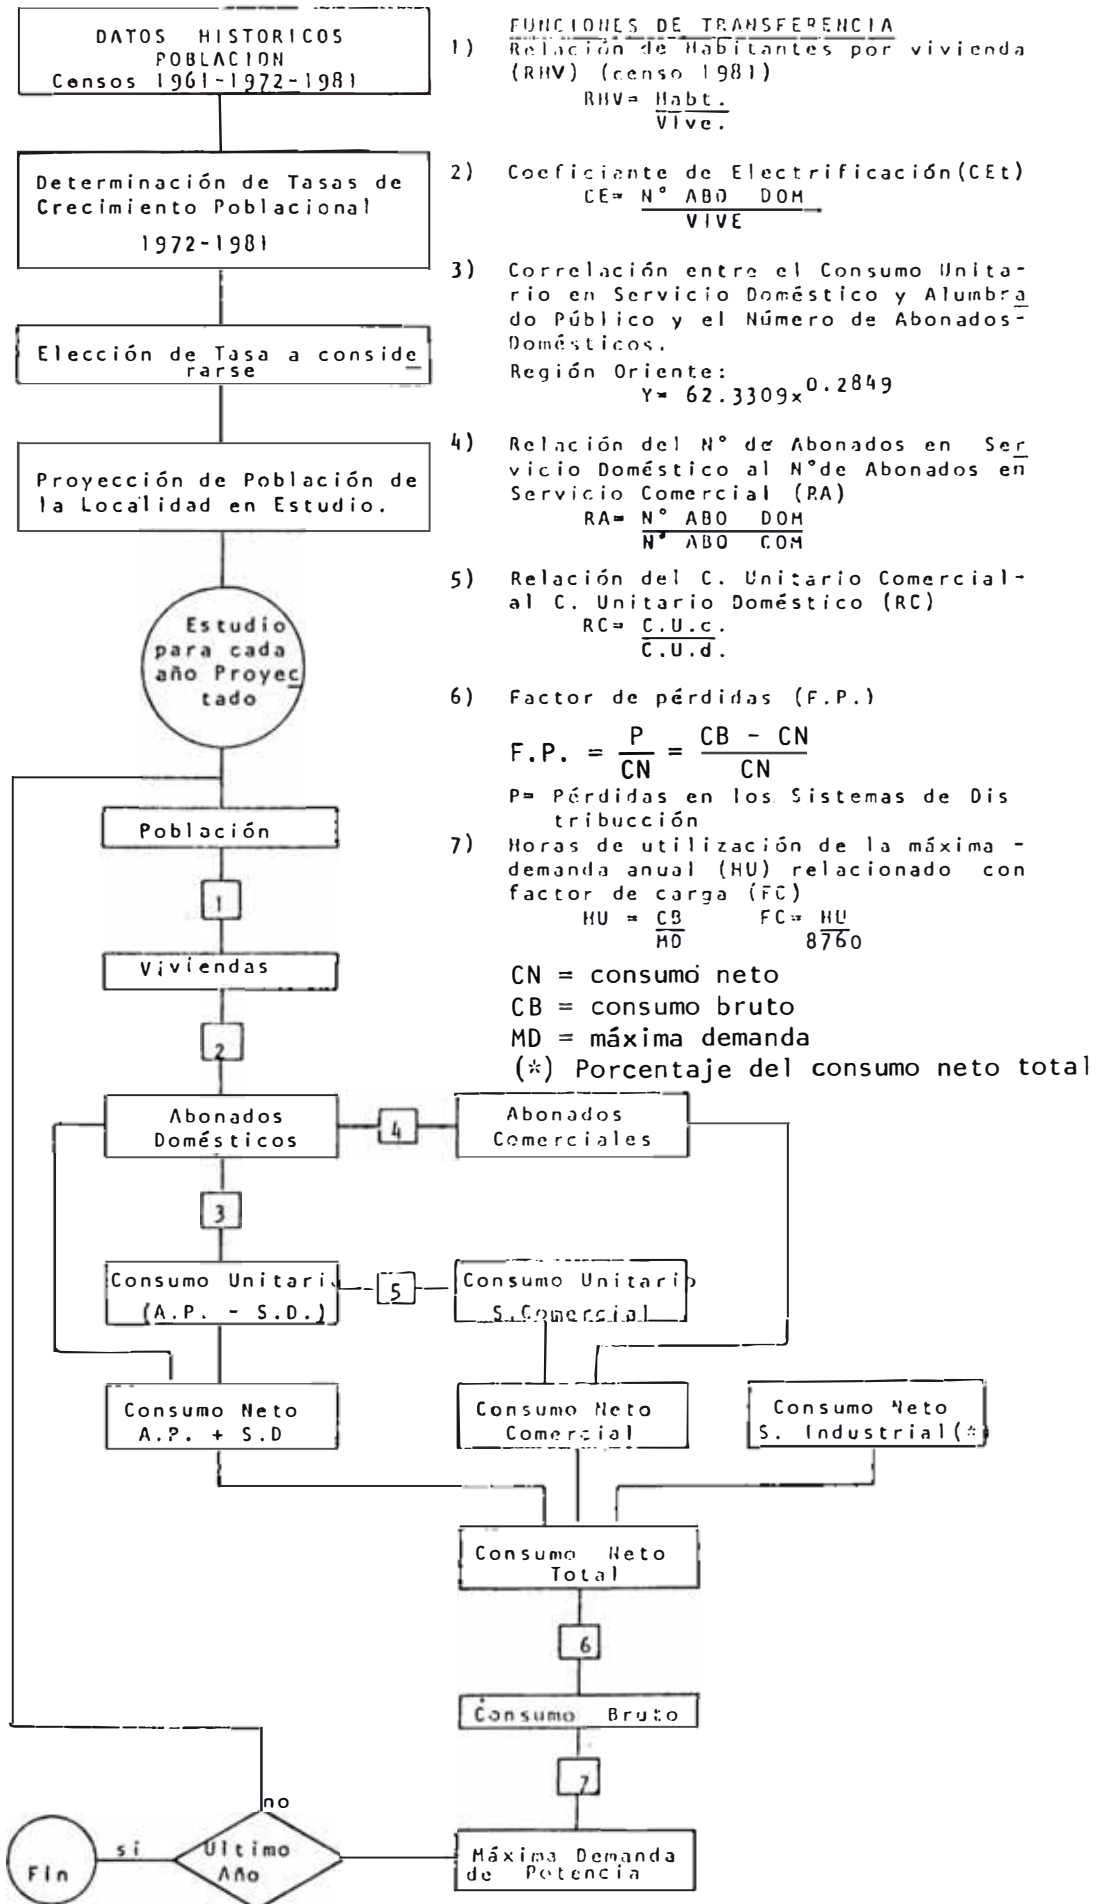 DATOS HISTORICOS
POBLACION
Censos 1961-1972-1981
Determinación de Tasas de
Crecimiento Poblacional
1972-1981
Elección de Tasa a conside
rarse
Proyección de Población de
la Localidad en Estudio.
Estudio
para cada
año Proyec
tado
Población
1
Viviendas
2
Abonados
Domésticos
4
Abonados
Comerciales
3
Consumo Unitari
(A.P. - S.D.)
5
Consumo Unitario
S.Comercial
Consumo Neto
A.P. + S.D
Consumo Neto
Comercial
Consumo Neto
S. Industrial(*)
Consumo Neto
Total
6
Consumo Bruto
7
Máxima Demanda
de Potencia
no
Ultimo
Año
sí
Fin
FUNCIONES DE TRANSFERENCIA
1) Relación de Habitantes por vivienda
(RHV) (censo 1981)
RHV= Habt.
Vive.
2) Coeficiante de Electrificación(CEt)
CE= N° ABO DOM
VIVE
3) Correlación entre el Consumo Unita-
rio en Servicio Doméstico y Alumbra
do Público y el Número de Abonados-
Domésticos.
Región Oriente:
Y= 62.3309x^0.2849
4) Relación del N° de Abonados en Ser
vicio Doméstico al N°de Abonados en
Servicio Comercial (RA)
RA= N° ABO DOM
N° ABO COM
5) Relación del C. Unitario Comercial-
al C. Unitario Doméstico (RC)
RC= C.U.c.
C.U.d.
6) Factor de pérdidas (F.P.)
F.P. = P/CN = CB - CN/CN
P= Pérdidas en los Sistemas de Dis
tribucción
7) Horas de utilización de la máxima -
demanda anual (HU) relacionado con
factor de carga (FC)
HU = CB FC= HU
MD 8760
CN = consumo neto
CB = consumo bruto
MD = máxima demanda
(*) Porcentaje del consumo neto total